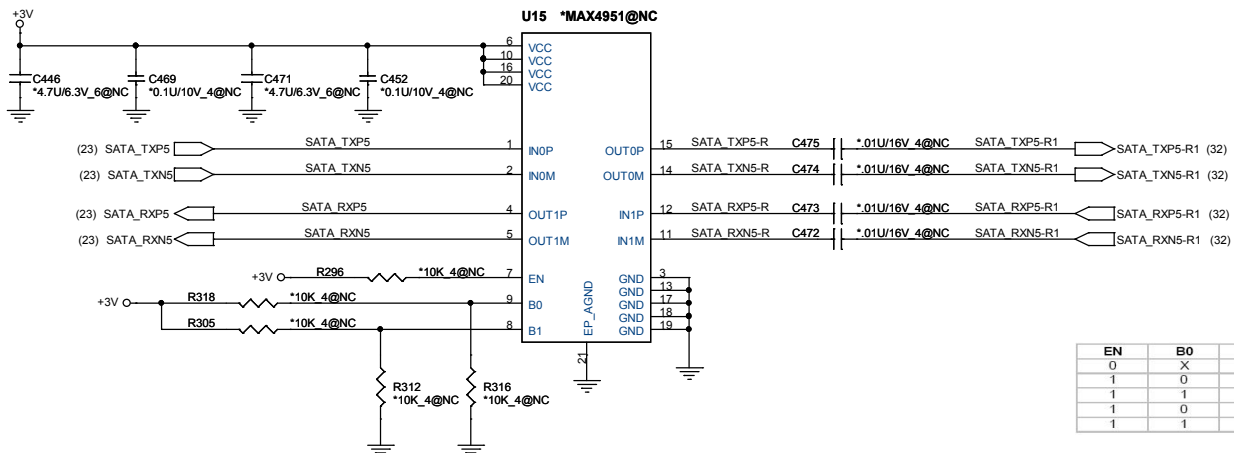 +3V
U15 *MAX4951@NC
C446
*4.7U/6.3V_6@NC
C469
*0.1U/10V_4@NC
C471
*4.7U/6.3V_6@NC
C452
*0.1U/10V_4@NC
6 VCC
10 VCC
16 VCC
20 VCC
(23) SATA_TXP5 SATA_TXP5 1 IN0P OUT0P 15 SATA_TXP5-R C475 *.01U/16V_4@NC SATA_TXP5-R1 SATA_TXP5-R1 (32)
(23) SATA_TXN5 SATA_TXN5 2 IN0M OUT0M 14 SATA_TXN5-R C474 *.01U/16V_4@NC SATA_TXN5-R1 SATA_TXN5-R1 (32)
(23) SATA_RXP5 SATA_RXP5 4 OUT1P IN1P 12 SATA_RXP5-R C473 *.01U/16V_4@NC SATA_RXP5-R1 SATA_RXP5-R1 (32)
(23) SATA_RXN5 SATA_RXN5 5 OUT1M IN1M 11 SATA_RXN5-R C472 *.01U/16V_4@NC SATA_RXN5-R1 SATA_RXN5-R1 (32)
+3V R296 *10K_4@NC 7 EN GND 3
GND 13
+3V R318 *10K_4@NC 9 B0 GND 17
GND 18
R305 *10K_4@NC 8 B1 GND 19
EP_AGND
21
R312
*10K_4@NC
R316
*10K_4@NC
EN B0
0 X
1 0
1 1
1 0
1 1